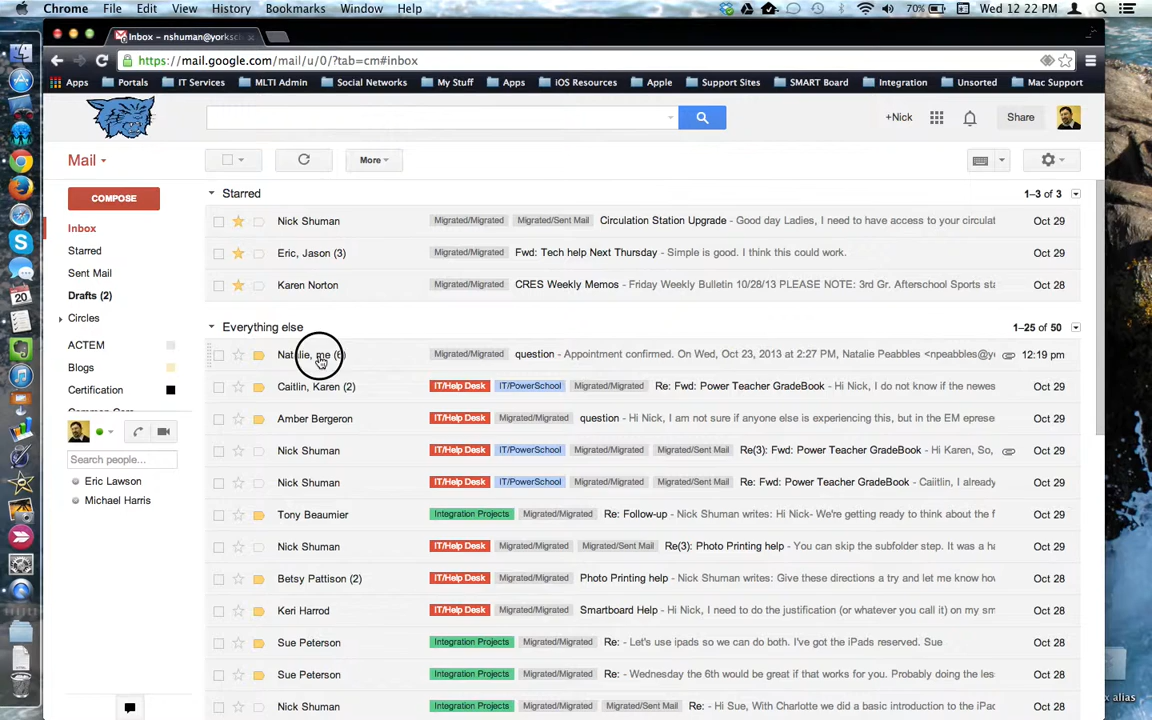 Chrome File Edit View History Bookmarks Window Help 70% Wed 12:22 PM
Inbox – nshuman@yorksc
https://mail.google.com/mail/u/0/?tab=cm#inbox
Apps Portals IT Services MLTI Admin Social Networks My Stuff Apps iOS Resources Apple Support Sites SMART Board Integration Unsorted Mac Support
+Nick Share
Mail More
COMPOSE
Inbox
Starred
Sent Mail
Drafts (2)
Circles
ACTEM
Blogs
Certification
Search people...
Eric Lawson
Michael Harris
Starred 1–3 of 3
Nick Shuman Migrated/Migrated Migrated/Sent Mail Circulation Station Upgrade - Good day Ladies, I need to have access to your circulat Oct 29
Eric, Jason (3) Migrated/Migrated Fwd: Tech help Next Thursday - Simple is good. I think this could work. Oct 29
Karen Norton Migrated/Migrated CRES Weekly Memos - Friday Weekly Bulletin 10/28/13 PLEASE NOTE: 3rd Gr. Afterschool Sports sta Oct 28
Everything else 1–25 of 50
Natalie, me (6) Migrated/Migrated question - Appointment confirmed. On Wed, Oct 23, 2013 at 2:27 PM, Natalie Peabbles <npeabbles@y 12:19 pm
Caitlin, Karen (2) IT/Help Desk IT/PowerSchool Migrated/Migrated Re: Fwd: Power Teacher GradeBook - Hi Nick, I do not know if the newes Oct 29
Amber Bergeron IT/Help Desk Migrated/Migrated question - Hi Nick, I am not sure if anyone else is experiencing this, but in the EM eprese Oct 29
Nick Shuman IT/Help Desk IT/PowerSchool Migrated/Migrated Migrated/Sent Mail Re(3): Fwd: Power Teacher GradeBook - Hi Karen, So, Oct 29
Nick Shuman IT/Help Desk IT/PowerSchool Migrated/Migrated Migrated/Sent Mail Re: Fwd: Power Teacher GradeBook - Caiitlin, I already Oct 29
Tony Beaumier Integration Projects Migrated/Migrated Re: Follow-up - Nick Shuman writes: Hi Nick- We're getting ready to think about the f Oct 29
Nick Shuman IT/Help Desk Migrated/Migrated Migrated/Sent Mail Re(3): Photo Printing help - You can skip the subfolder step. It was a ha Oct 29
Betsy Pattison (2) IT/Help Desk Migrated/Migrated Photo Printing help - Nick Shuman writes: Give these directions a try and let me know how Oct 28
Keri Harrod IT/Help Desk Migrated/Migrated Smartboard Help - Hi Nick, I need to do the justification (or whatever you call it) on my sm Oct 28
Sue Peterson Integration Projects Migrated/Migrated Re: - Let's use ipads so we can do both. I've got the iPads reserved. Sue Oct 28
Sue Peterson Integration Projects Migrated/Migrated Re: - Wednesday the 6th would be great if that works for you. Probably doing the les Oct 28
Nick Shuman Integration Projects Migrated/Migrated Migrated/Sent Mail Re: - Hi Sue, With Charlotte we did a basic introduction to the iPad Oct 28
x alias